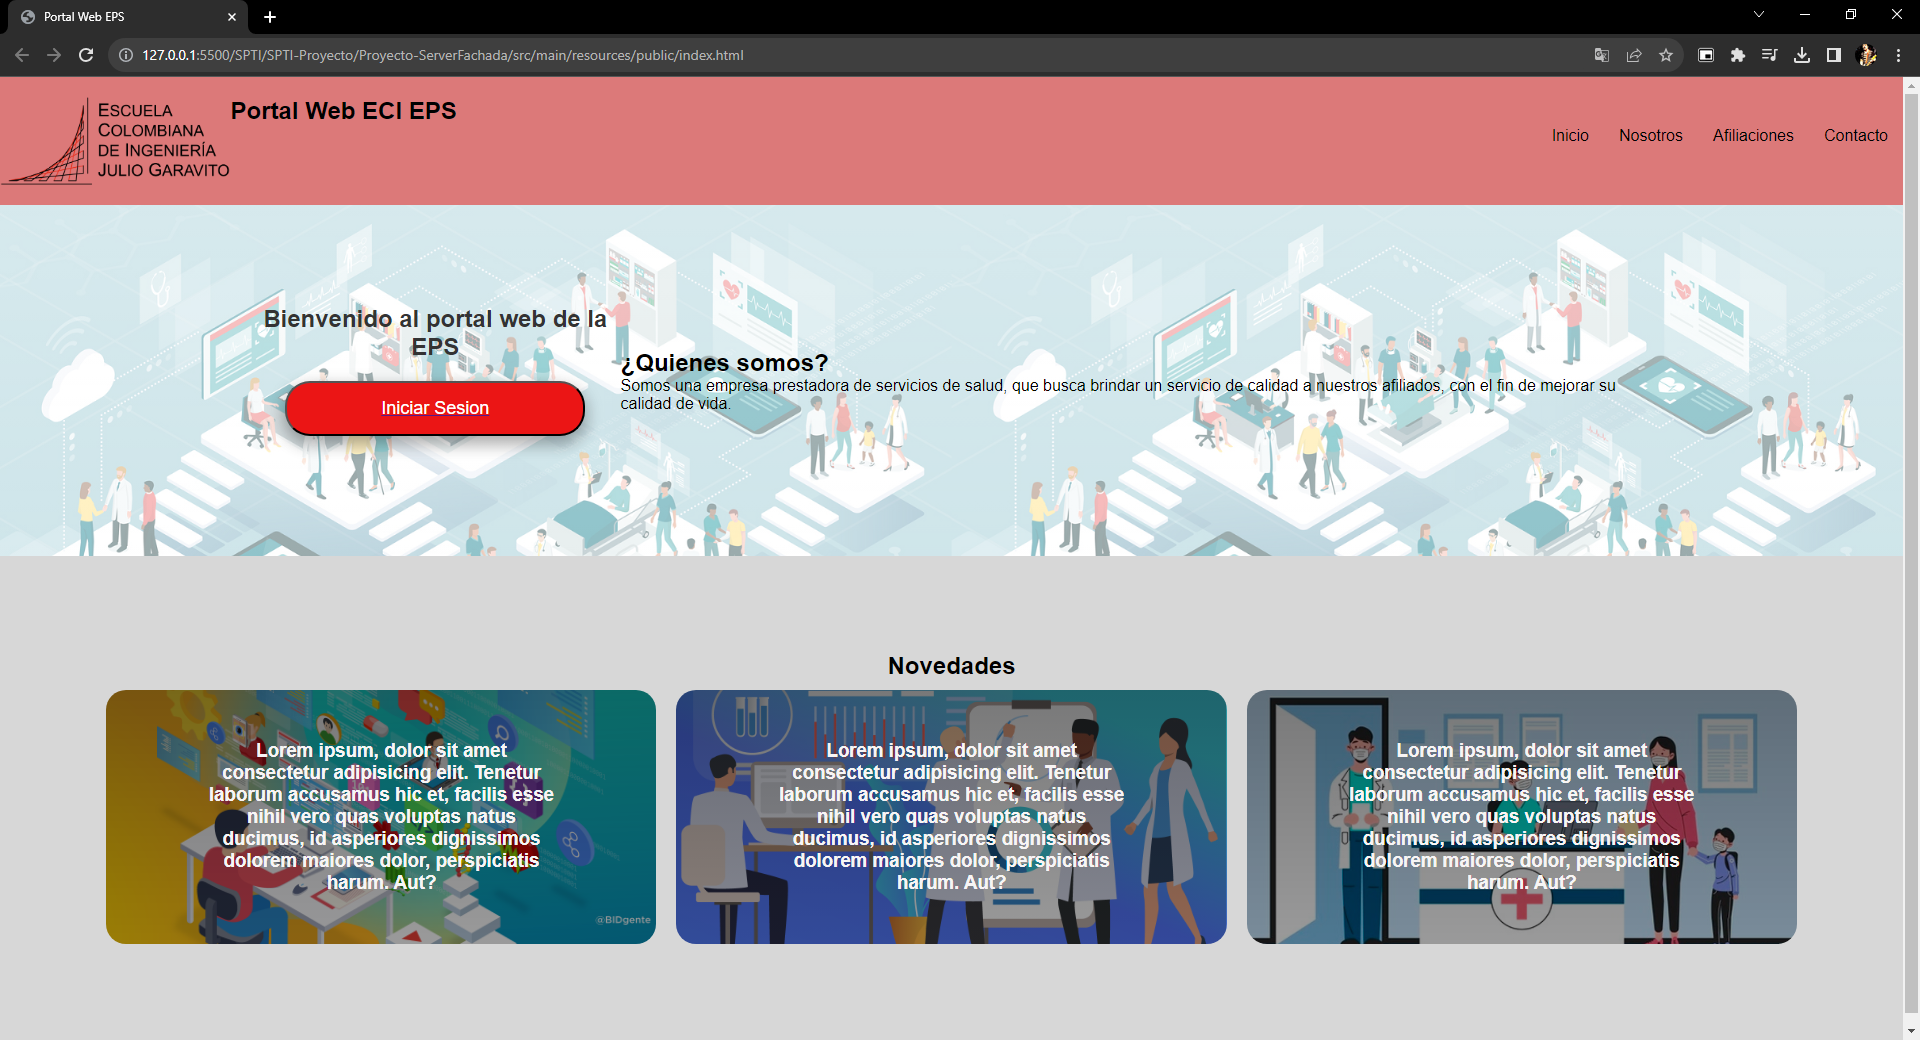 Portal Web EPS
127.0.0.1:5500/SPTI/SPTI-Proyecto/Proyecto-ServerFachada/src/main/resources/public/index.html
ESCUELA
COLOMBIANA
DE INGENIERÍA
JULIO GARAVITO
Portal Web ECI EPS
Inicio Nosotros Afiliaciones Contacto
Bienvenido al portal web de la
EPS
Iniciar Sesion
¿Quienes somos?
Somos una empresa prestadora de servicios de salud, que busca brindar un servicio de calidad a nuestros afiliados, con el fin de mejorar su
calidad de vida.
Novedades
Lorem ipsum, dolor sit amet
consectetur adipisicing elit. Tenetur
laborum accusamus hic et, facilis esse
nihil vero quas voluptas natus
ducimus, id asperiores dignissimos
dolorem maiores dolor, perspiciatis
harum. Aut?
@BIDgente
Lorem ipsum, dolor sit amet
consectetur adipisicing elit. Tenetur
laborum accusamus hic et, facilis esse
nihil vero quas voluptas natus
ducimus, id asperiores dignissimos
dolorem maiores dolor, perspiciatis
harum. Aut?
Lorem ipsum, dolor sit amet
consectetur adipisicing elit. Tenetur
laborum accusamus hic et, facilis esse
nihil vero quas voluptas natus
ducimus, id asperiores dignissimos
dolorem maiores dolor, perspiciatis
harum. Aut?